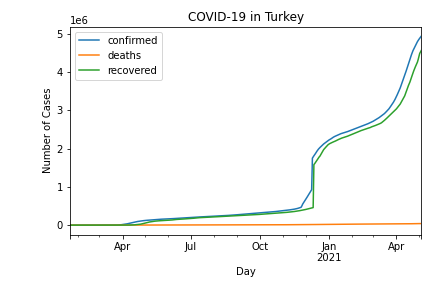 COVID-19 in Turkey
1e6
confirmed
deaths
recovered
Number of Cases
5
4
3
2
1
0
Apr Jul Oct Jan Apr
2021
Day